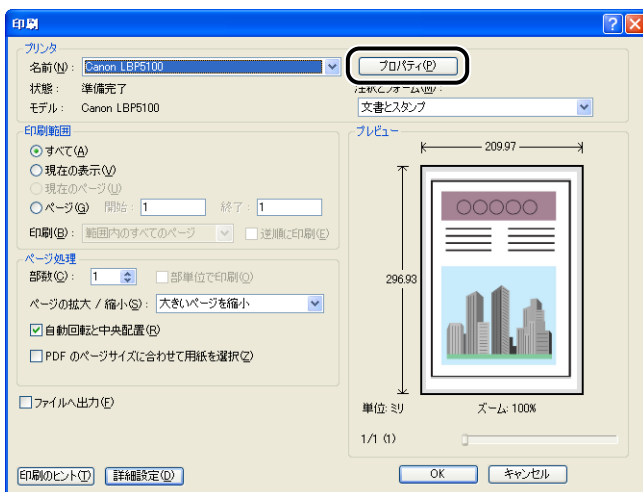 印刷
プリンタ
名前(N): Canon LBP5100 プロパティ(P)
状態: 準備完了 注釈とフォーム(M):
モデル: Canon LBP5100 文書とスタンプ
印刷範囲
すべて(A)
現在の表示(V)
現在のページ(U)
ページ(G) 開始: 1 終了: 1
印刷(B): 範囲内のすべてのページ 逆順に印刷(E)
ページ処理
部数(C): 1 部単位で印刷(O)
ページの拡大 / 縮小(S): 大きいページを縮小
自動回転と中央配置(R)
PDF のページサイズに合わせて用紙を選択(Z)
ファイルへ出力(F)
印刷のヒント(T) 詳細設定(D)
プレビュー
209.97
296.93
○○○○○
単位: ミリ ズーム: 100%
1/1 (1)
OK キャンセル